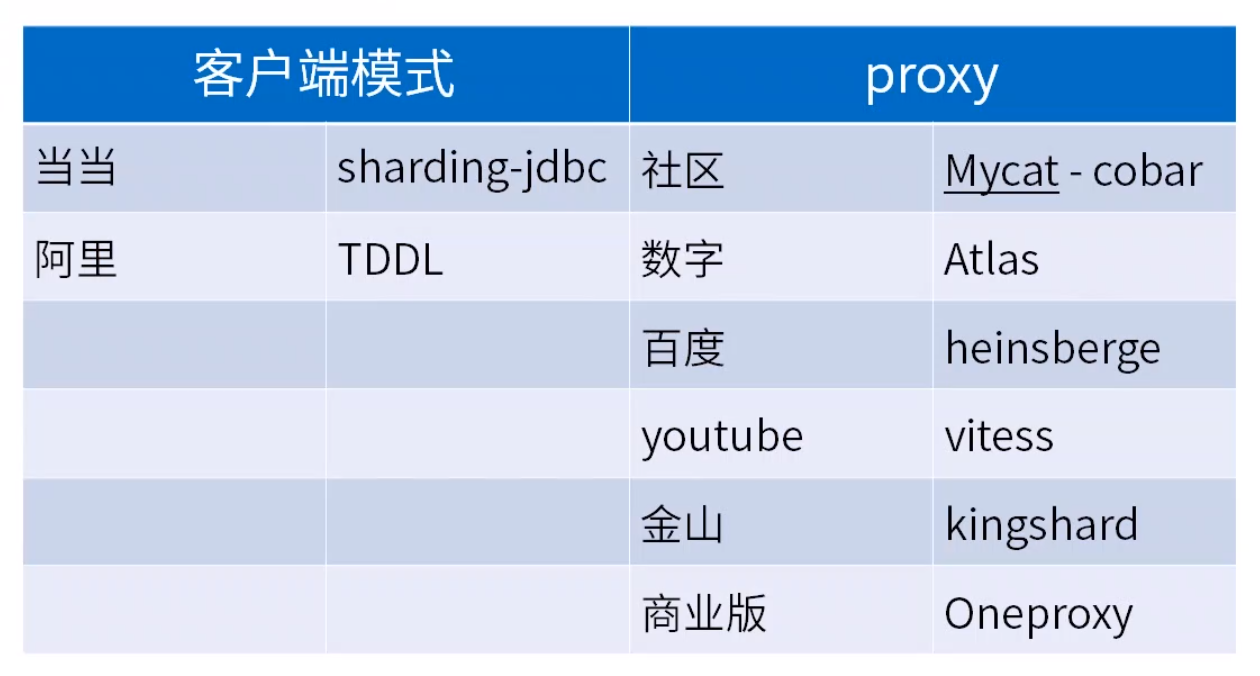 客户端模式 proxy
当当 sharding-jdbc 社区 Mycat - cobar
阿里 TDDL 数字 Atlas
百度 heinsberge
youtube vitess
金山 kingshard
商业版 Oneproxy